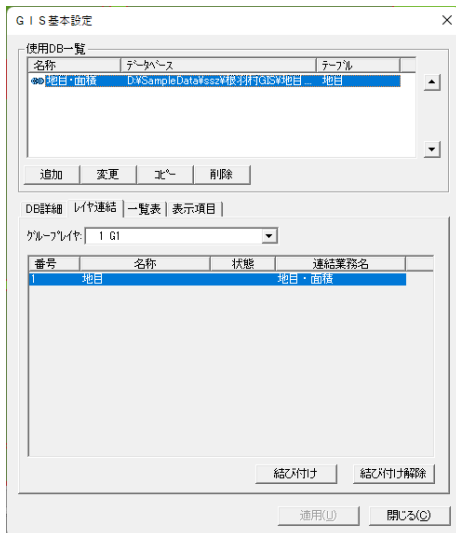 ＧＩＳ基本設定
使用DB一覧
名称 ﾃﾞｰﾀﾍﾞｰｽ ﾃｰﾌﾞﾙ
地目・面積 D:¥SampleData¥ssz¥根羽村GIS¥地目... 地目
追加 変更 ｺﾋﾟｰ 削除
DB詳細 ﾚｲﾔ連結 一覧表 表示項目
ｸﾞﾙｰﾌﾟﾚｲﾔ: 1 G1
番号 名称 状態 連結業務名
1 地目 地目・面積
結び付け 結び付け解除
適用(U) 閉じる(C)